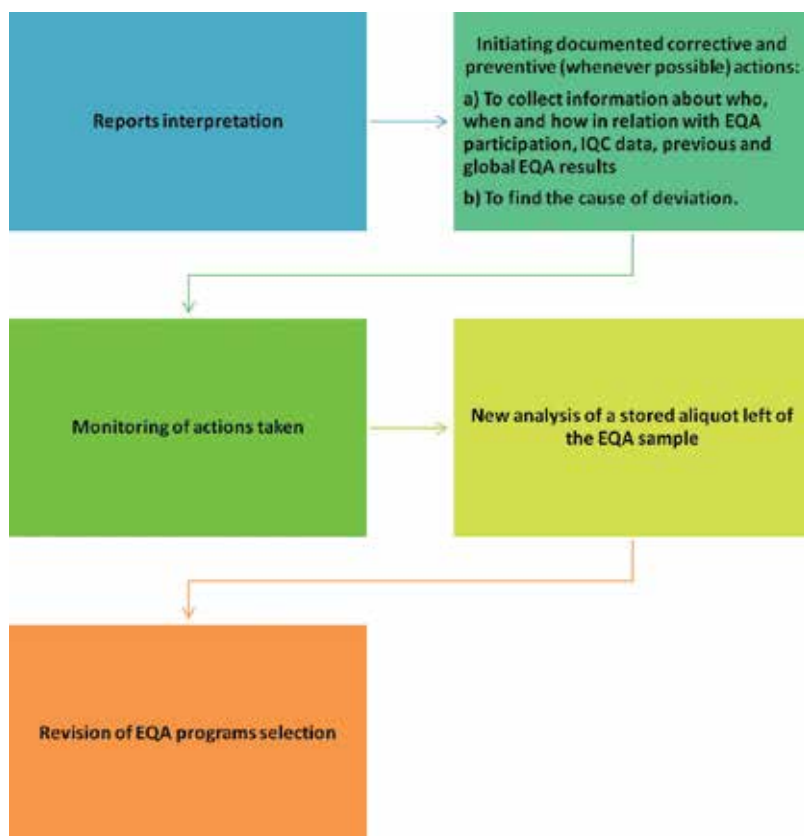 Reports interpretation
Initiating documented corrective and
preventive (whenever possible) actions:
a) To collect information about who,
when and how in relation with EQA
participation, IQC data, previous and
global EQA results
b) To find the cause of deviation.
Monitoring of actions taken
New analysis of a stored aliquot left of
the EQA sample
Revision of EQA programs selection